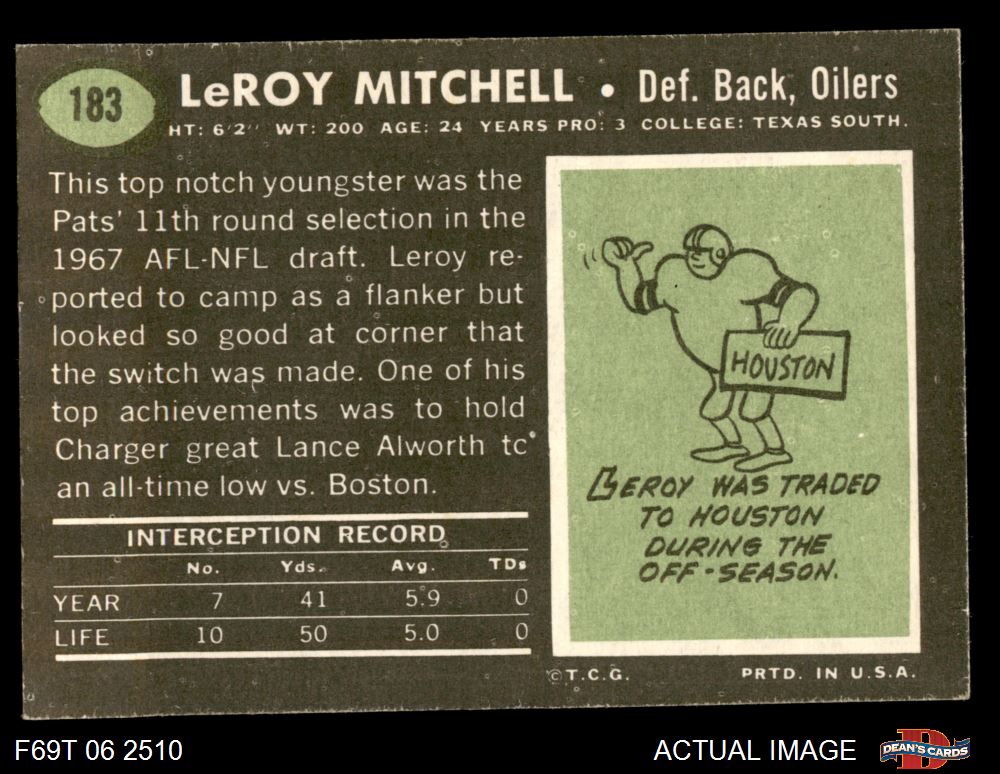 183
LeROY MITCHELL • Def. Back, Oilers
HT: 6'2'' WT: 200 AGE: 24 YEARS PRO: 3 COLLEGE: TEXAS SOUTH.
This top notch youngster was the
Pats' 11th round selection in the
1967 AFL-NFL draft. Leroy re-
ported to camp as a flanker but
looked so good at corner that
the switch was made. One of his
top achievements was to hold
Charger great Lance Alworth to
an all-time low vs. Boston.
INTERCEPTION RECORD
No. Yds. Avg. TDs
YEAR 7 41 5.9 0
LIFE 10 50 5.0 0
HOUSTON
LEROY WAS TRADED
TO HOUSTON
DURING THE
OFF-SEASON.
©T.C.G. PRTD. IN U.S.A.
F69T 06 2510
ACTUAL IMAGE
DEAN'S CARDS